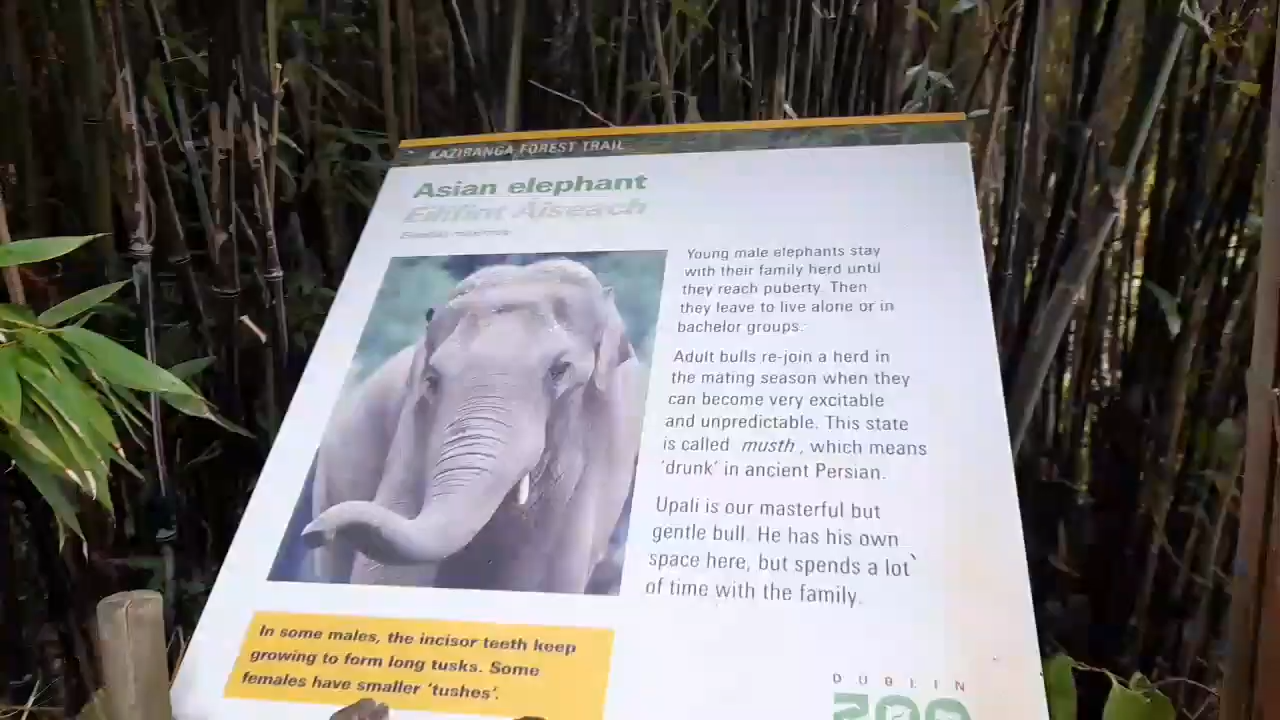 KAZIRANGA FOREST TRAIL
Asian elephant
Eilifint Áiseach
Elephas maximus
Young male elephants stay
with their family herd until
they reach puberty. Then
they leave to live alone or in
bachelor groups.
Adult bulls re-join a herd in
the mating season when they
can become very excitable
and unpredictable. This state
is called musth, which means
'drunk' in ancient Persian.
Upali is our masterful but
gentle bull. He has his own
space here, but spends a lot
of time with the family.
In some males, the incisor teeth keep
growing to form long tusks. Some
females have smaller 'tushes'.
DUBLIN
ZOO